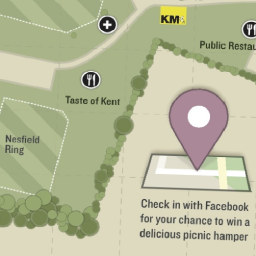 KM
Public Restau
Taste of Kent
Nesfield
Ring
Check in with Facebook
for your chance to win a
delicious picnic hamper